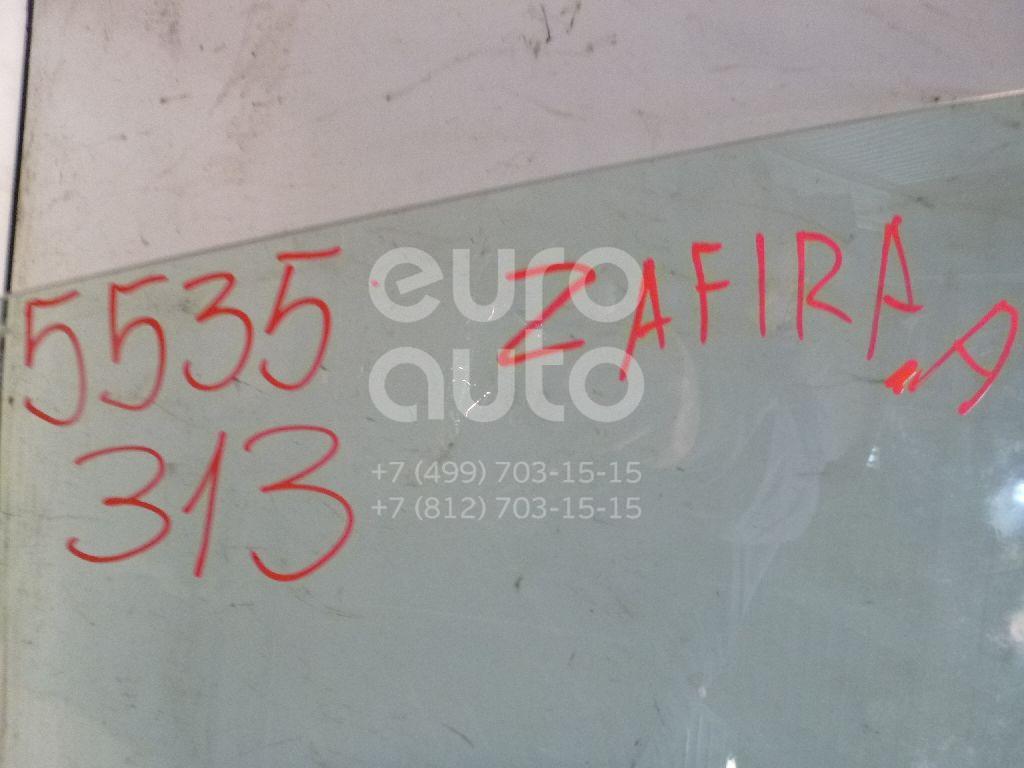 5535
313
ZAFIRA A
euro
auto
+7 (499) 703-15-15
+7 (812) 703-15-15